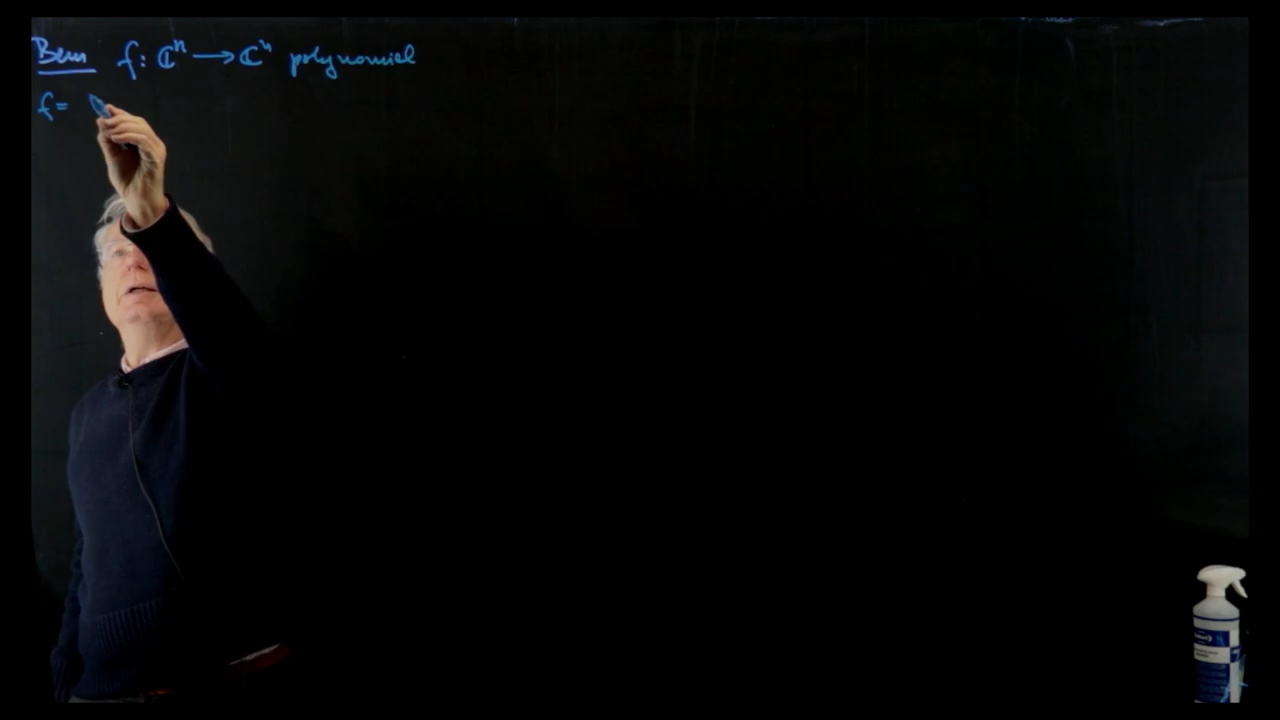 Bem f: ℂⁿ ⟶ ℂⁿ polynomiel
f =